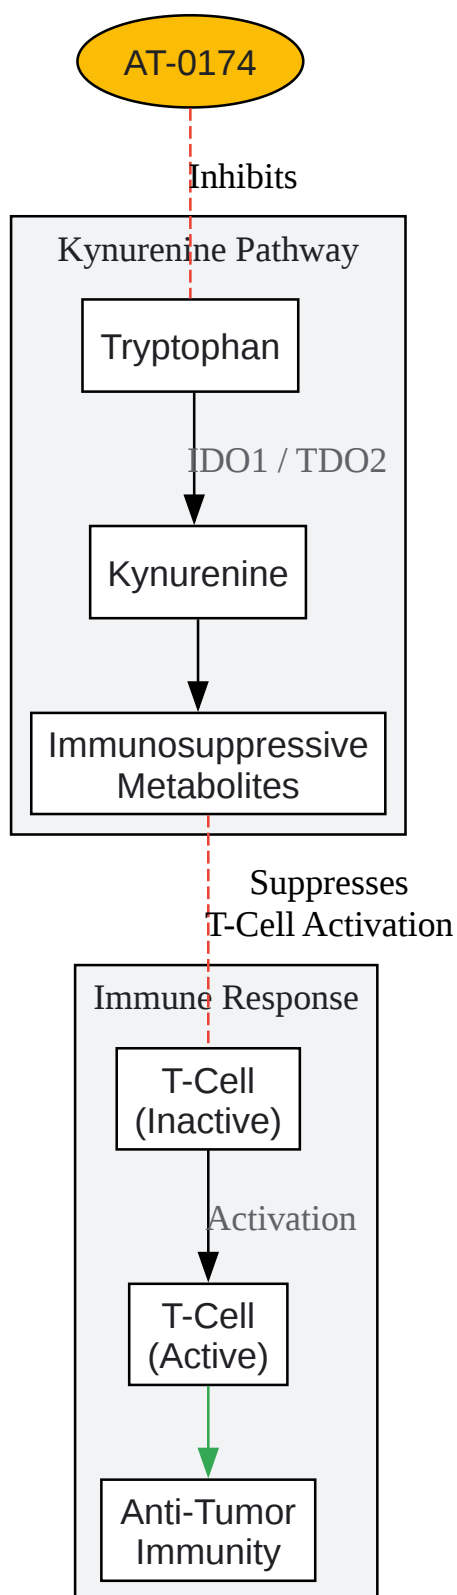 AT-0174
Inhibits
Kynurenine Pathway
Tryptophan
IDO1 / TDO2
Kynurenine
Immunosuppressive
Metabolites
Suppresses
T-Cell Activation
Immune Response
T-Cell
(Inactive)
Activation
T-Cell
(Active)
Anti-Tumor
Immunity